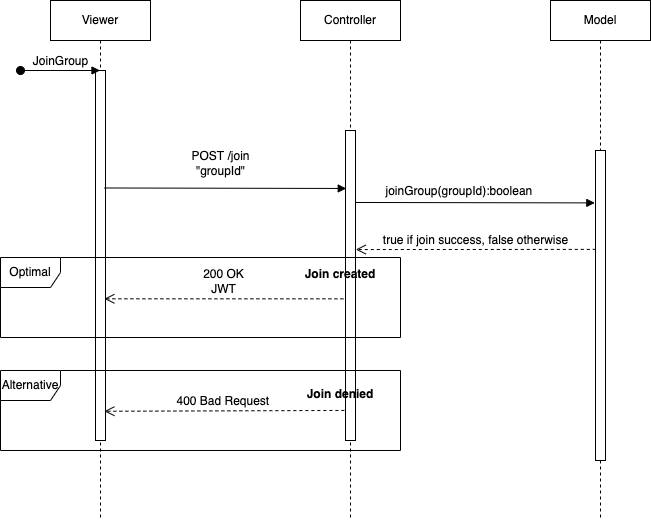 Viewer
Controller
Model
JoinGroup
POST /join
"groupId"
joinGroup(groupId):boolean
true if join success, false otherwise
Optimal
200 OK
JWT
Join created
Alternative
Join denied
400 Bad Request